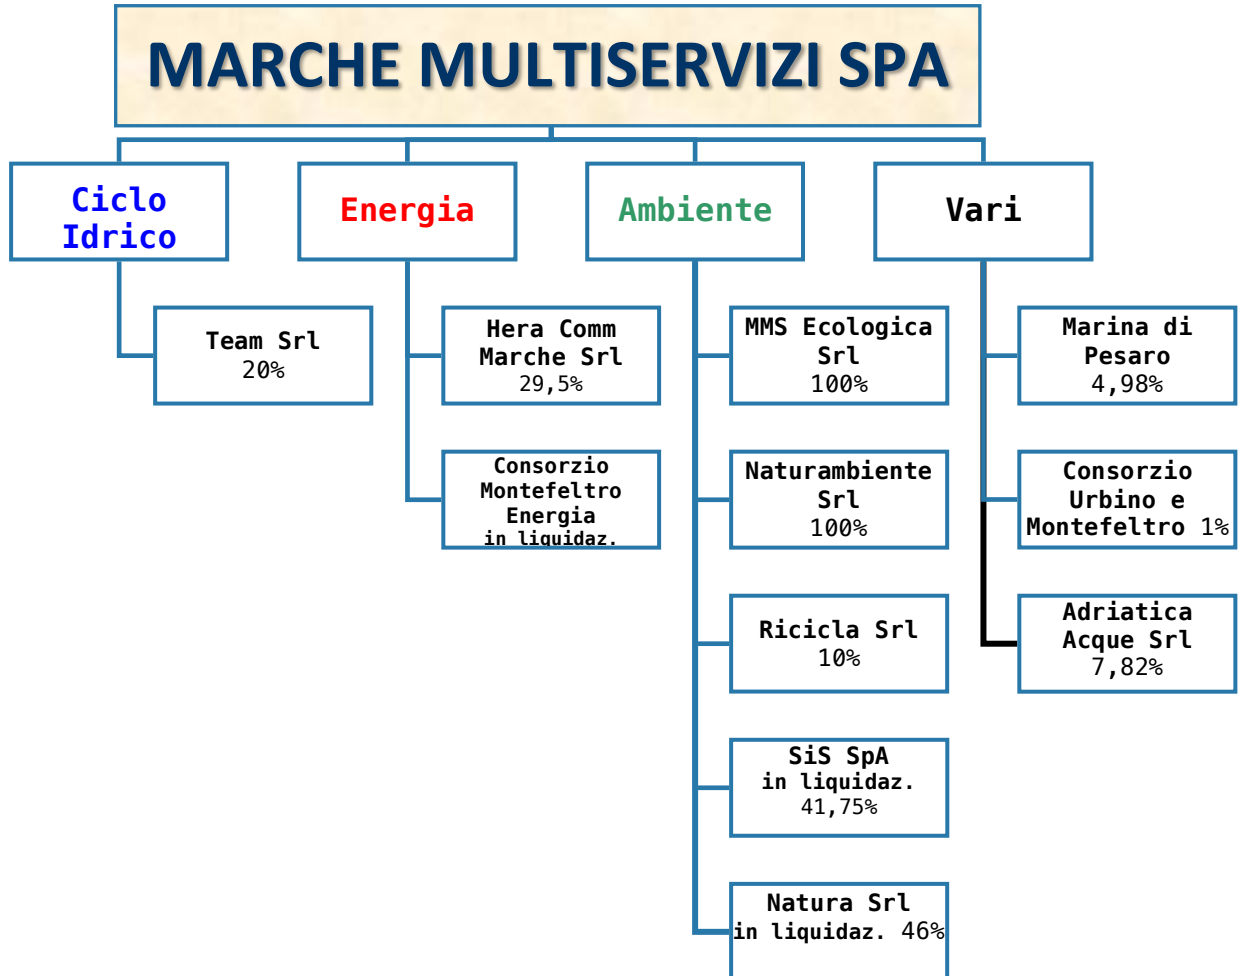 MARCHE MULTISERVIZI SPA
Ciclo
Idrico
Energia
Ambiente
Vari
Team Srl
20%
Hera Comm
Marche Srl
29,5%
Consorzio
Montefeltro
Energia
in liquidaz.
MMS Ecologica
Srl
100%
Naturambiente
Srl
100%
Ricicla Srl
10%
SiS SpA
in liquidaz.
41,75%
Natura Srl
in liquidaz. 46%
Marina di
Pesaro
4,98%
Consorzio
Urbino e
Montefeltro 1%
Adriatica
Acque Srl
7,82%